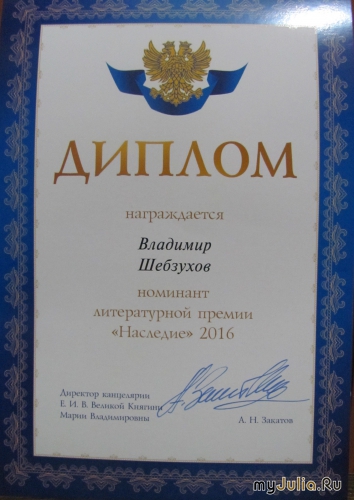 ДИПЛОМ
награждается
Владимир
Шебзухов
номинант
литературной премии
«Наследие» 2016
Директор канцелярии
Е. И. В. Великой Княгини
Марии Владимировны
А. Н. Закатов
myJulia.Ru